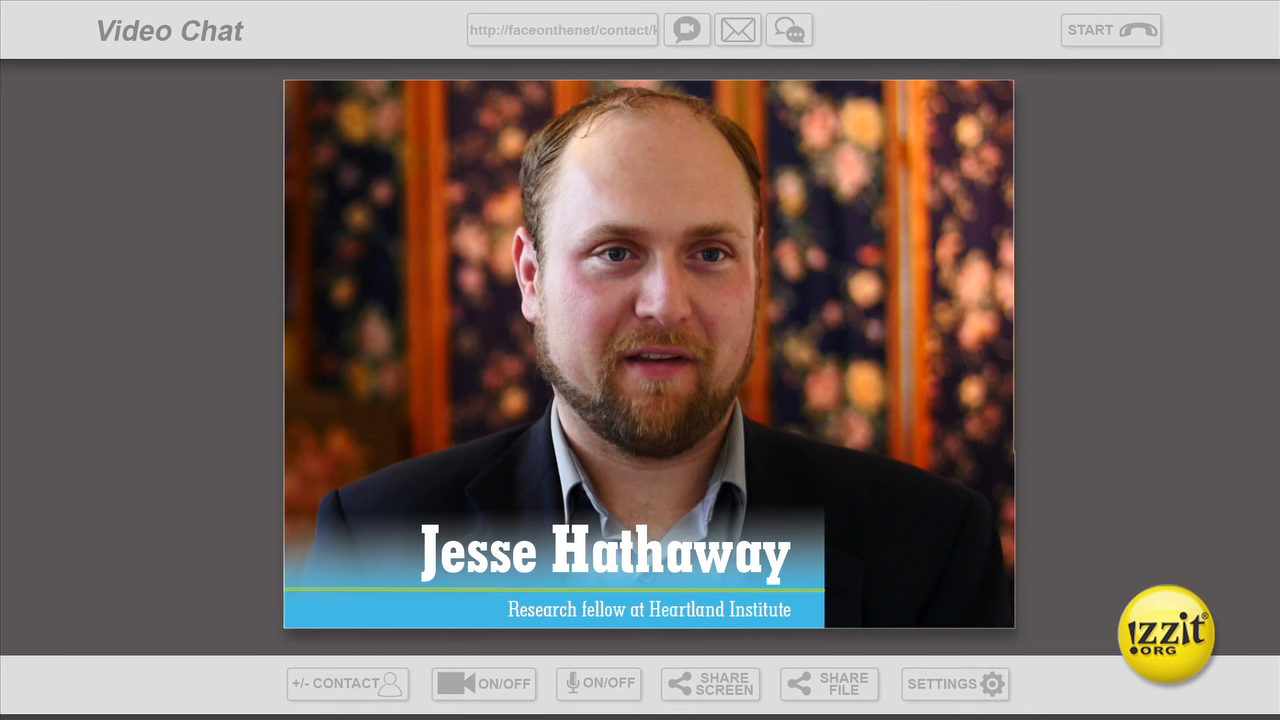 Video Chat
http://faceonthenet/contact/k
START
Jesse Hathaway
Research fellow at Heartland Institute
!zzit®
.ORG
+/- CONTACT
ON/OFF
ON/OFF
SHARE
SCREEN
SHARE
FILE
SETTINGS